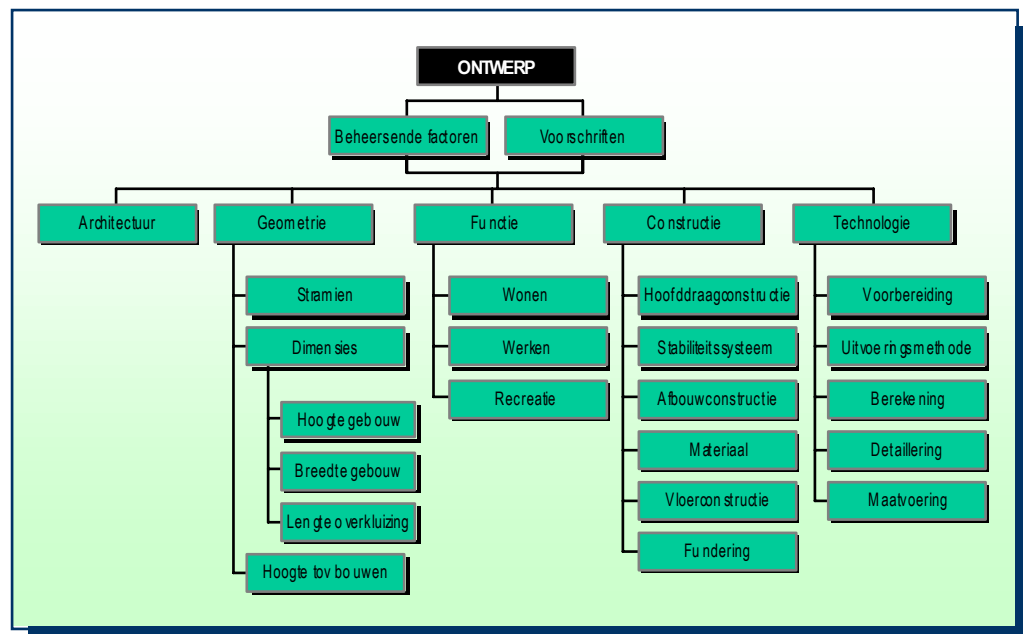 ONTWERP
Beheersende factoren
Voorschriften
Architectuur
Geometrie
Functie
Constructie
Technologie
Stramien
Dimensies
Hoogte gebouw
Breedte gebouw
Lengte overkluizing
Hoogte tov bouwen
Wonen
Werken
Recreatie
Hoofddraagconstructie
Stabiliteitssysteem
Afbouwconstructie
Materiaal
Vloerconstructie
Fundering
Voorbereiding
Uitvoeringsmethode
Berekening
Detaillering
Maatvoering